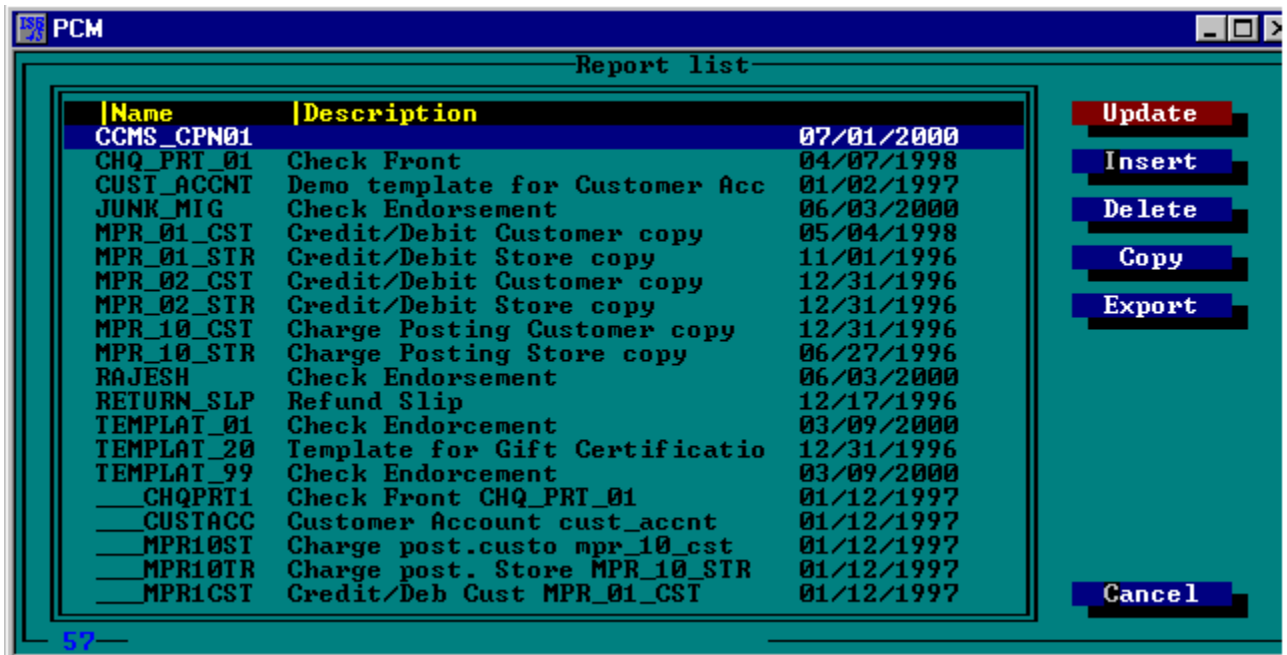 PCM
Report list
|Name |Description
CCMS_CPN01 07/01/2000
CHQ_PRT_01 Check Front 04/07/1998
CUST_ACCNT Demo template for Customer Acc 01/02/1997
JUNK_MIG Check Endorsement 06/03/2000
MPR_01_CST Credit/Debit Customer copy 05/04/1998
MPR_01_STR Credit/Debit Store copy 11/01/1996
MPR_02_CST Credit/Debit Customer copy 12/31/1996
MPR_02_STR Credit/Debit Store copy 12/31/1996
MPR_10_CST Charge Posting Customer copy 12/31/1996
MPR_10_STR Charge Posting Store copy 06/27/1996
RAJESH Check Endorsement 06/03/2000
RETURN_SLP Refund Slip 12/17/1996
TEMPLAT_01 Check Endorcement 03/09/2000
TEMPLAT_20 Template for Gift Certificatio 12/31/1996
TEMPLAT_99 Check Endorcement 03/09/2000
___CHQPRT1 Check Front CHQ_PRT_01 01/12/1997
___CUSTACC Customer Account cust_accnt 01/12/1997
___MPR10ST Charge post.custo mpr_10_cst 01/12/1997
___MPR10TR Charge post. Store MPR_10_STR 01/12/1997
___MPR1CST Credit/Deb Cust MPR_01_CST 01/12/1997
Update
Insert
Delete
Copy
Export
Cancel
57